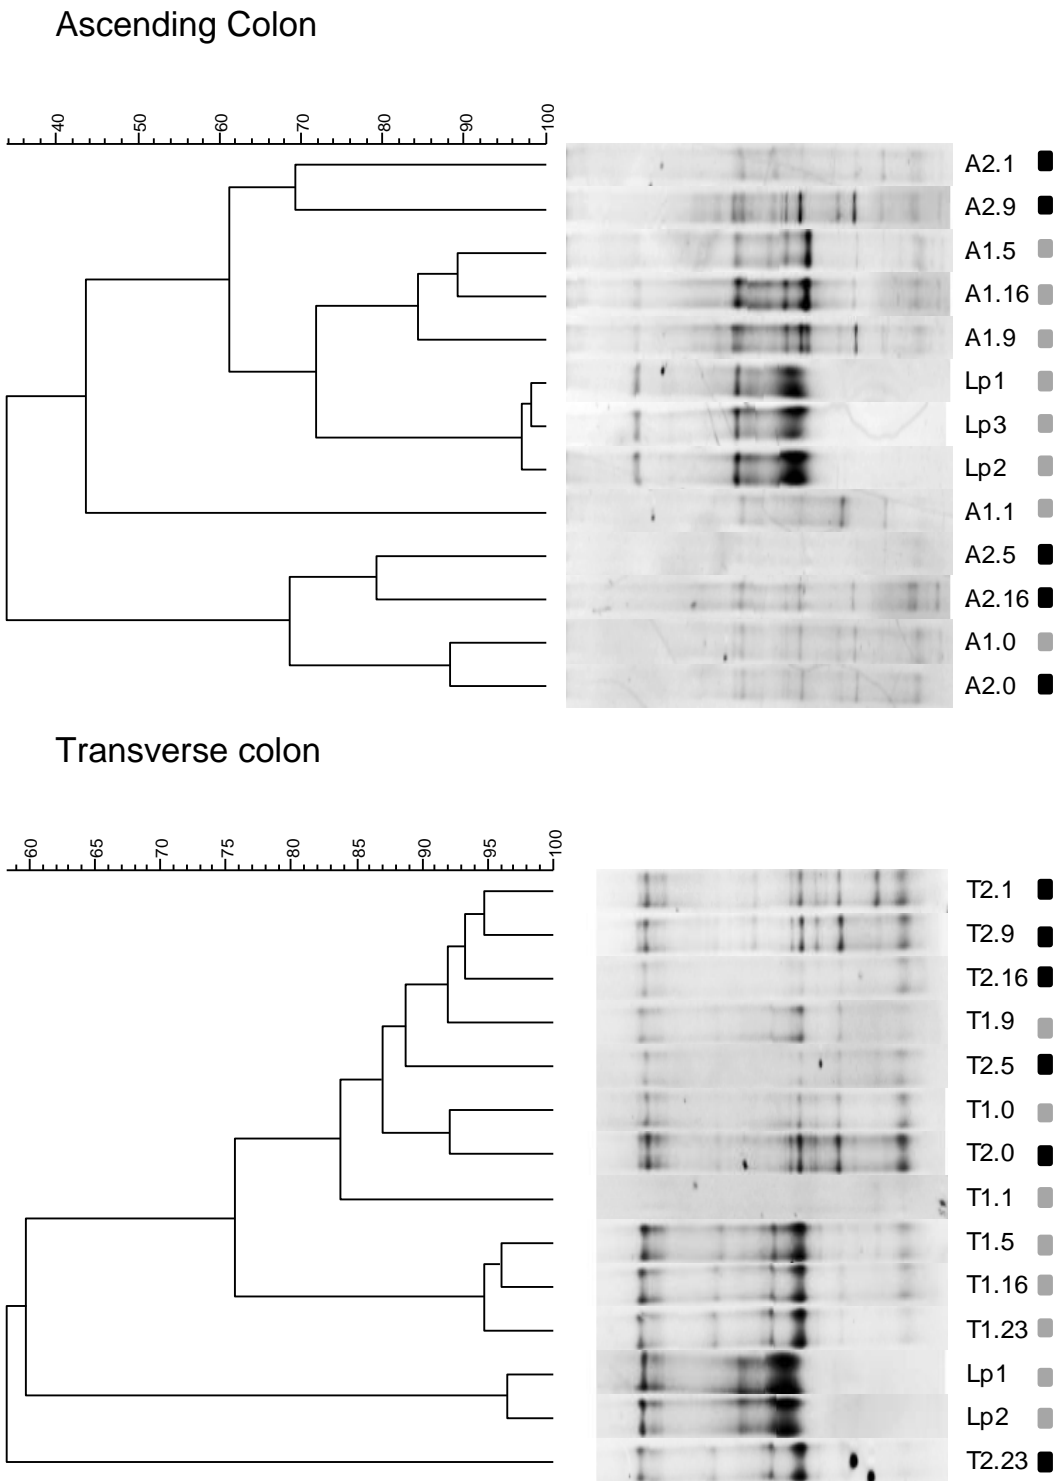 Ascending Colon
40 50 60 70 80 90 100
A2.1
A2.9
A1.5
A1.16
A1.9
Lp1
Lp3
Lp2
A1.1
A2.5
A2.16
A1.0
A2.0
Transverse colon
60 65 70 75 80 85 90 95 100
T2.1
T2.9
T2.16
T1.9
T2.5
T1.0
T2.0
T1.1
T1.5
T1.16
T1.23
Lp1
Lp2
T2.23